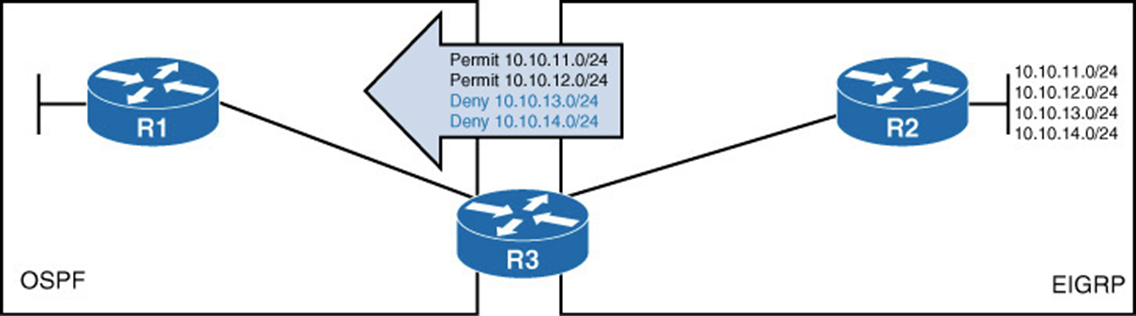 Permit 10.10.11.0/24
Permit 10.10.12.0/24
Deny 10.10.13.0/24
Deny 10.10.14.0/24
10.10.11.0/24
10.10.12.0/24
10.10.13.0/24
10.10.14.0/24
R1
R2
R3
OSPF
EIGRP